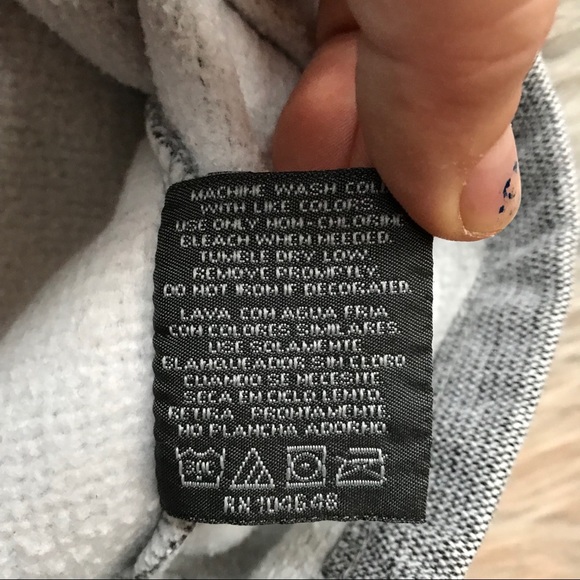 MACHINE WASH COLD
WITH LIKE COLORS.
USE ONLY NON-CHLORINE
BLEACH WHEN NEEDED.
TUMBLE DRY LOW.
REMOVE PROMPTLY.
DO NOT IRON IF DECORATED.
LAVA CON AGUA FRIA
CON COLORES SIMILARES.
USE SOLAMENTE
BLANQUEADOR SIN CLORO
CUANDO SE NECESITE
SECA EN CICLO LENTO.
RETIRA PRONTAMENTE
NO PLANCHA ADORNO.
30C
RN 104648